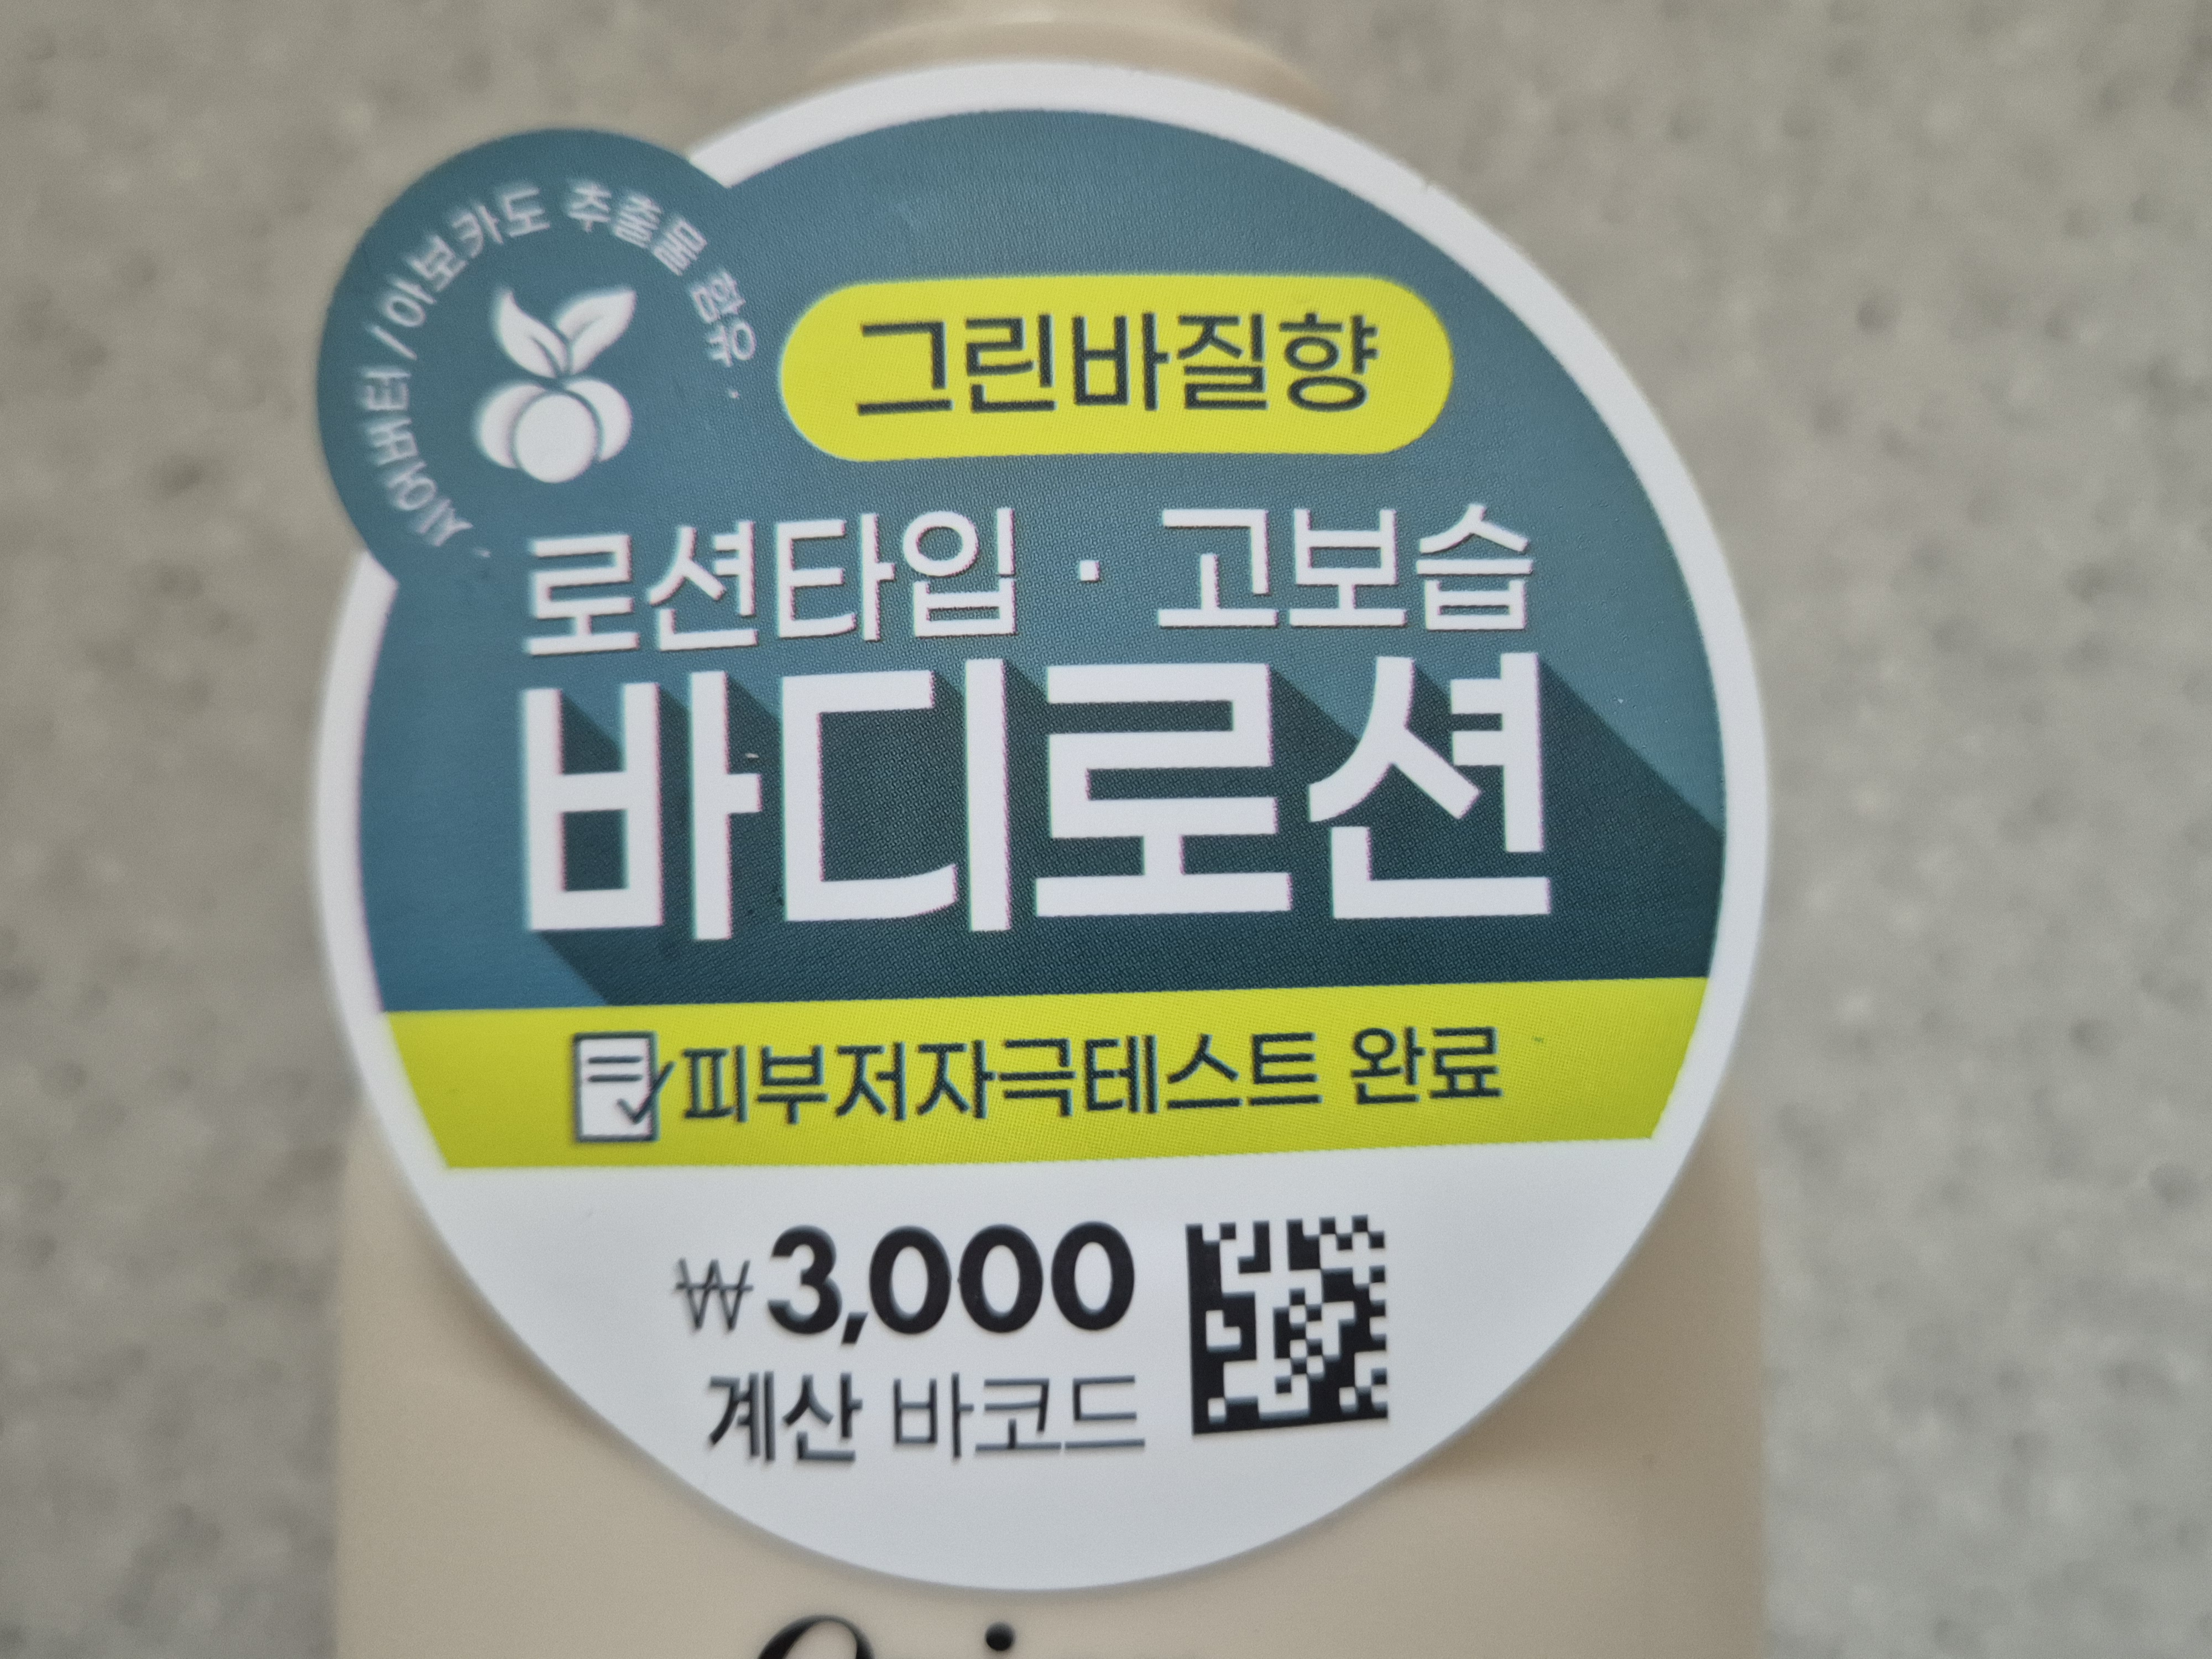 시어버터/아보카도 추출물 함유
그린바질향
로션타입 · 고보습
바디로션
피부저자극테스트 완료
₩3,000
계산 바코드